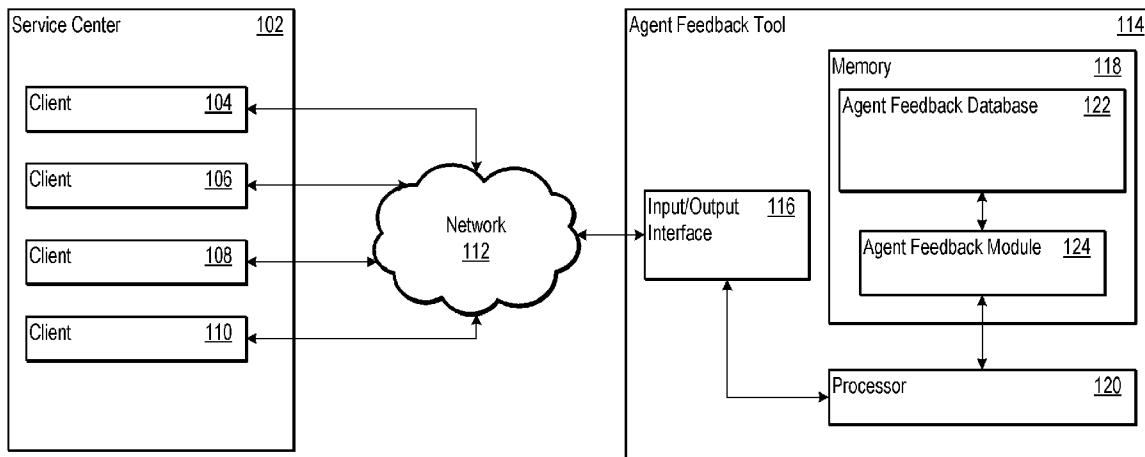 Service Center 102
Client 104
Client 106
Client 108
Client 110
Network
112
Agent Feedback Tool 114
Input/Output 116
Interface
Memory 118
Agent Feedback Database 122
Agent Feedback Module 124
Processor 120